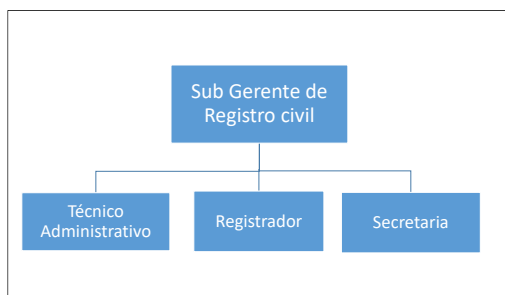 Sub Gerente de
Registro civil
Técnico
Administrativo
Registrador
Secretaria